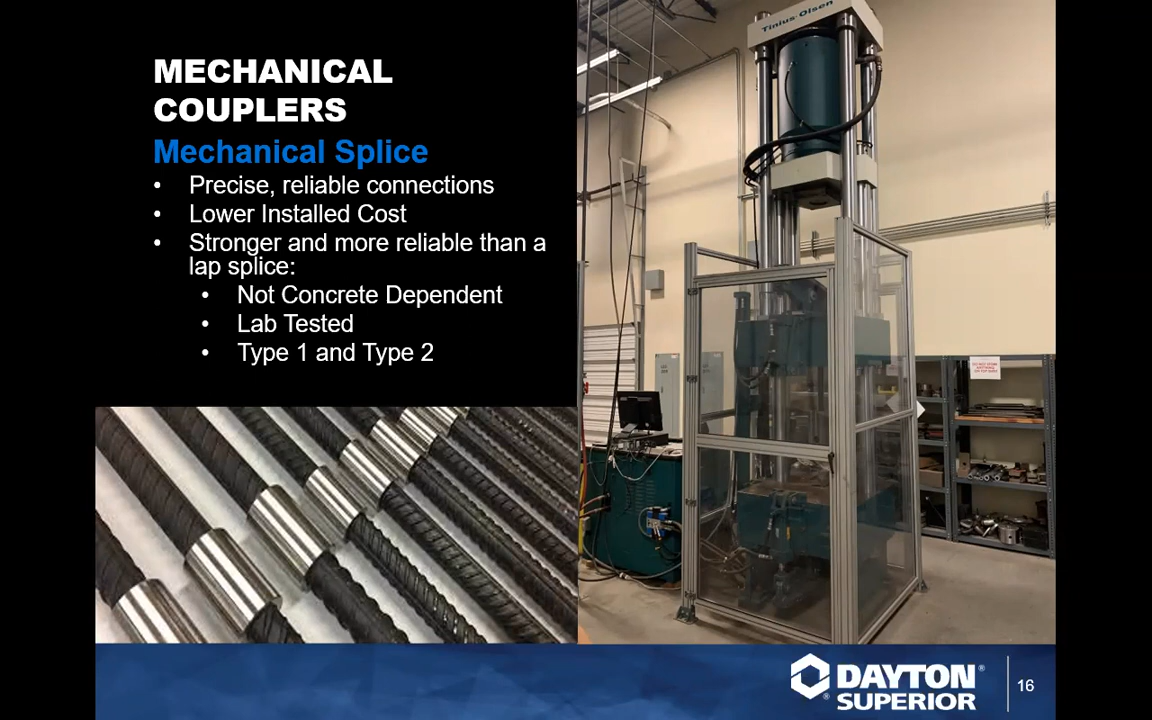 MECHANICAL
COUPLERS
Mechanical Splice
• Precise, reliable connections
• Lower Installed Cost
• Stronger and more reliable than a
lap splice:
• Not Concrete Dependent
• Lab Tested
• Type 1 and Type 2
Tinius Olsen
DAYTON®
SUPERIOR®
16